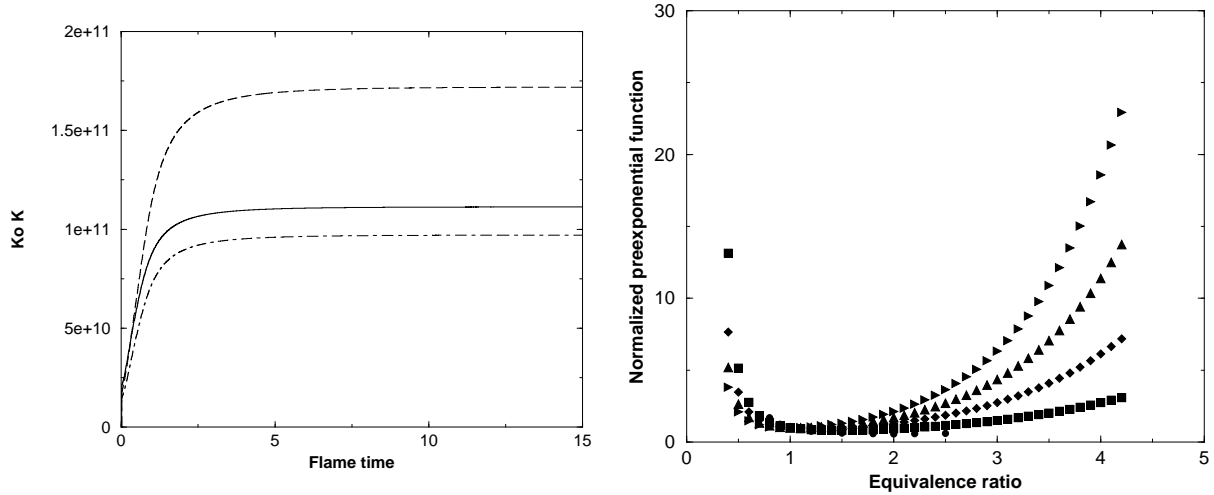 2e+11
1.5e+11
1e+11
5e+10
0
Ko K
0 5 10 15
Flame time
30
20
10
0
Normalized preexponential function
0 1 2 3 4 5
Equivalence ratio